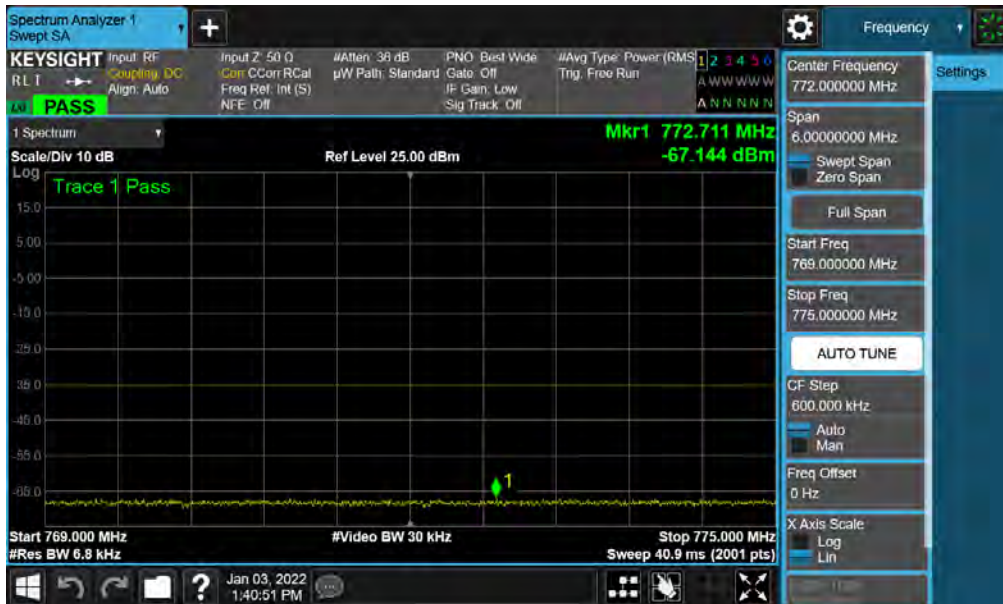 Spectrum Analyzer 1
Swept SA
+
Frequency
KEYSIGHT
RL T
PASS
Input: RF
Coupling: DC
Align: Auto
Input Z: 50 Ω
Corr CCorr RCal
Freq Ref: Int (S)
NFE: Off
#Atten: 36 dB
µW Path: Standard
PNO: Best Wide
Gate: Off
IF Gain: Low
Sig Track: Off
#Avg Type: Power (RMS
Trig: Free Run
1 2 3 4 5 6
A W W W W W
A N N N N N
1 Spectrum
Scale/Div 10 dB
Ref Level 25.00 dBm
Mkr1 772.711 MHz
-67.144 dBm
Log
Trace 1 Pass
15.0
5.00
-5.00
-15.0
-25.0
-35.0
-45.0
-55.0
-65.0
1
Start 769.000 MHz
#Video BW 30 kHz
Stop 775.000 MHz
#Res BW 6.8 kHz
Sweep 40.9 ms (2001 pts)
Center Frequency
772.000000 MHz
Settings
Span
6.00000000 MHz
Swept Span
Zero Span
Full Span
Start Freq
769.000000 MHz
Stop Freq
775.000000 MHz
AUTO TUNE
CF Step
600.000 kHz
Auto
Man
Freq Offset
0 Hz
X Axis Scale
Log
Lin
?
Jan 03, 2022
1:40:51 PM